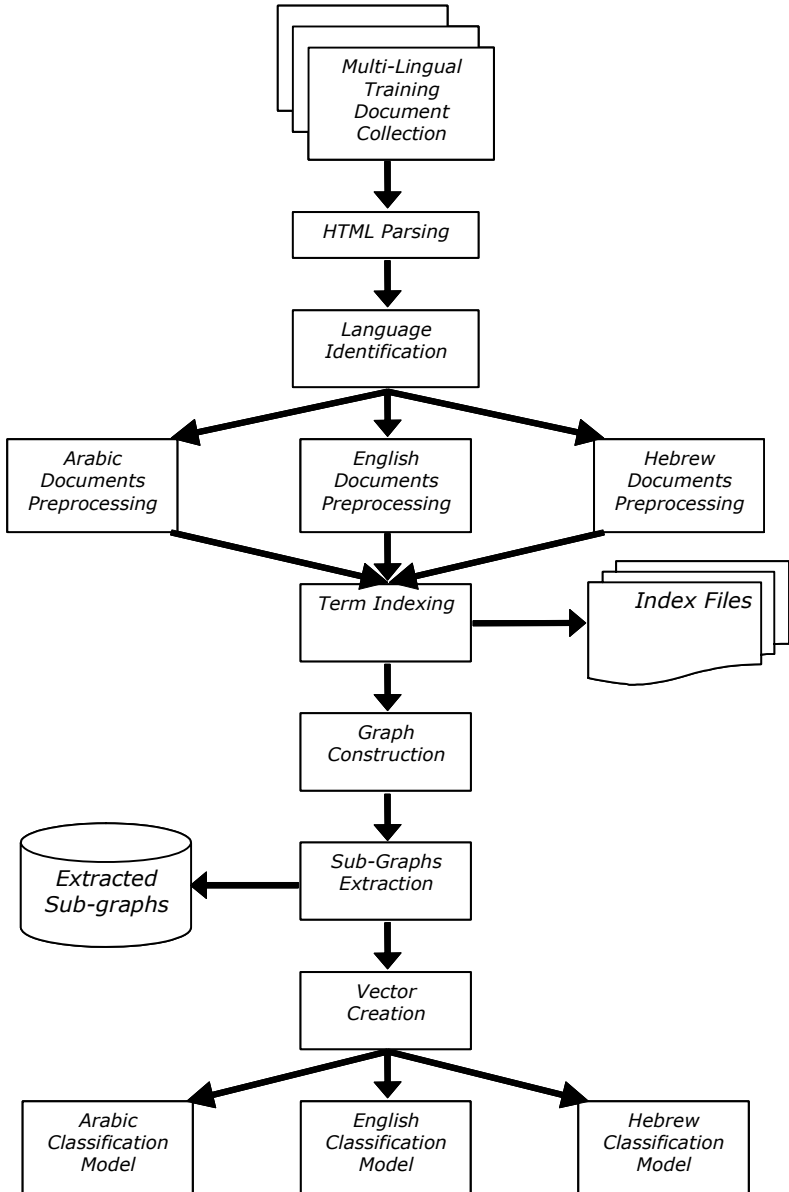 Multi-Lingual
Training
Document
Collection
HTML Parsing
Language
Identification
Arabic
Documents
Preprocessing
English
Documents
Preprocessing
Hebrew
Documents
Preprocessing
Term Indexing
Index Files
Graph
Construction
Sub-Graphs
Extraction
Extracted
Sub-graphs
Vector
Creation
Arabic
Classification
Model
English
Classification
Model
Hebrew
Classification
Model